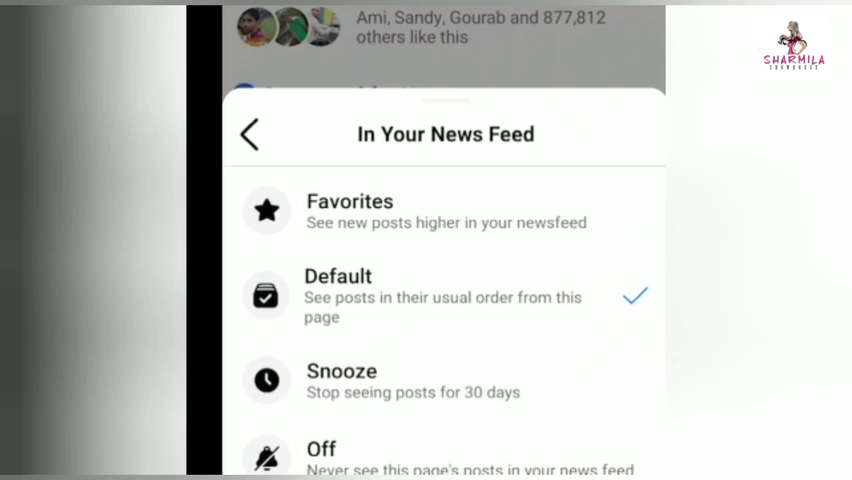 Ami, Sandy, Gourab and 877,812
others like this
In Your News Feed
Favorites
See new posts higher in your newsfeed
Default
See posts in their usual order from this
page
Snooze
Stop seeing posts for 30 days
Off
Never see this page's posts in your news feed
SHARMILA